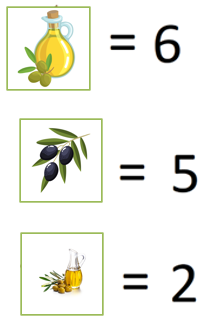 = 6
= 5
= 2